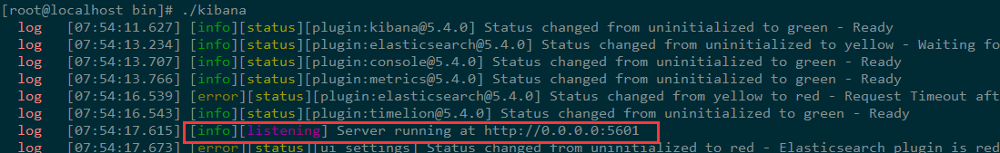 [root@localhost bin]# ./kibana
log [07:54:11.627] [info][status][plugin:kibana@5.4.0] Status changed from uninitialized to green - Ready
log [07:54:13.234] [info][status][plugin:elasticsearch@5.4.0] Status changed from uninitialized to yellow - Waiting fo
log [07:54:13.707] [info][status][plugin:console@5.4.0] Status changed from uninitialized to green - Ready
log [07:54:13.766] [info][status][plugin:metrics@5.4.0] Status changed from uninitialized to green - Ready
log [07:54:16.539] [error][status][plugin:elasticsearch@5.4.0] Status changed from yellow to red - Request Timeout aft
log [07:54:16.543] [info][status][plugin:timelion@5.4.0] Status changed from uninitialized to green - Ready
log [07:54:17.615] [info][listening] Server running at http://0.0.0.0:5601
log [07:54:17.673] [error][status][ui settings] Status changed from uninitialized to red - Elasticsearch plugin is red